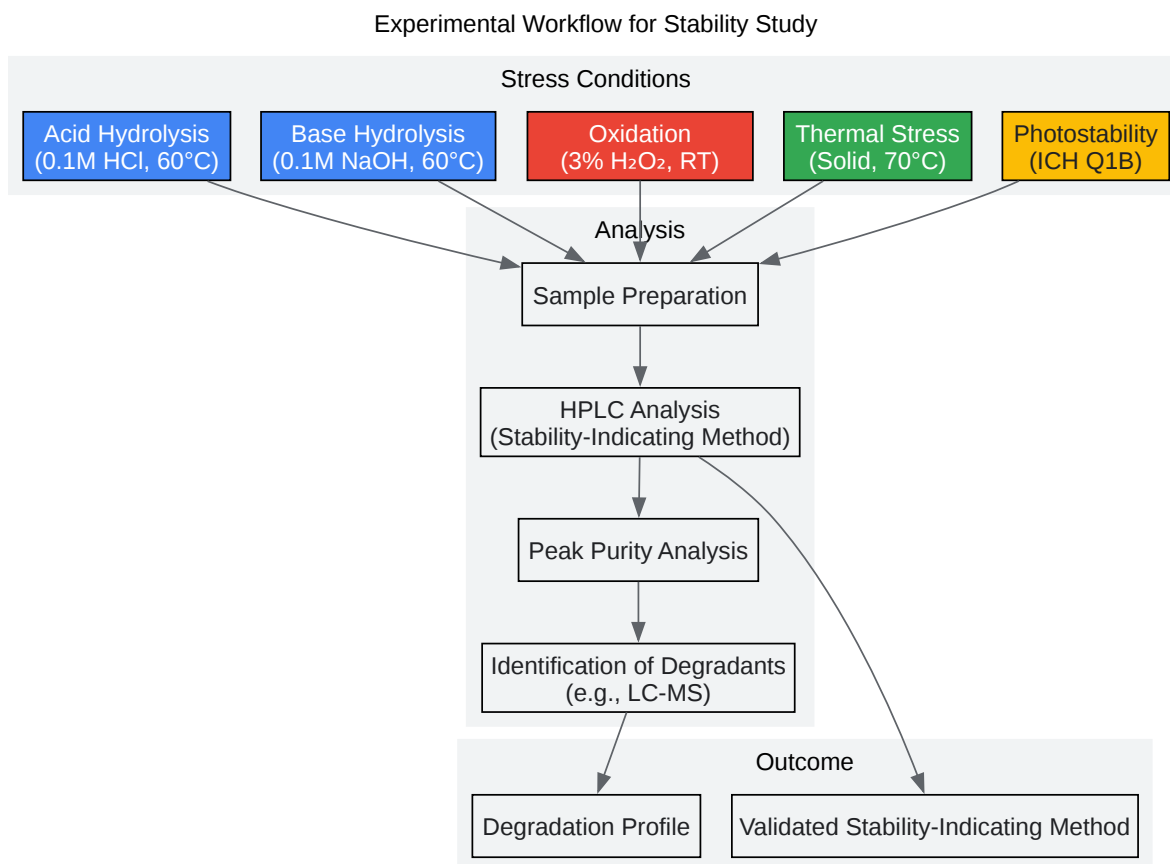 Experimental Workflow for Stability Study
Stress Conditions
Acid Hydrolysis
(0.1M HCl, 60°C)
Base Hydrolysis
(0.1M NaOH, 60°C)
Oxidation
(3% H₂O₂, RT)
Thermal Stress
(Solid, 70°C)
Photostability
(ICH Q1B)
Analysis
Sample Preparation
HPLC Analysis
(Stability-Indicating Method)
Peak Purity Analysis
Identification of Degradants
(e.g., LC-MS)
Outcome
Degradation Profile
Validated Stability-Indicating Method